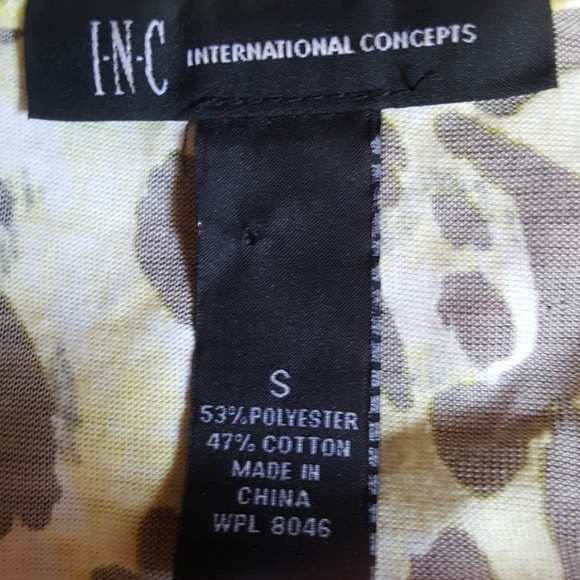 I·N·C INTERNATIONAL CONCEPTS
S
53% POLYESTER
47% COTTON
MADE IN
CHINA
WPL 8046